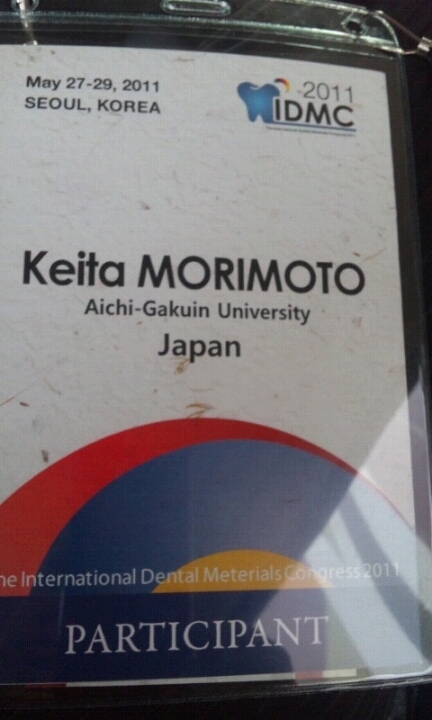 May 27-29, 2011
SEOUL, KOREA
2011
IDMC
Keita MORIMOTO
Aichi-Gakuin University
Japan
he International Dental Meterials Congress 2011
PARTICIPANT